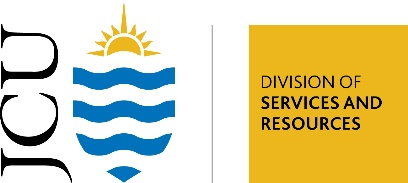 JCU
DIVISION OF
SERVICES AND
RESOURCES